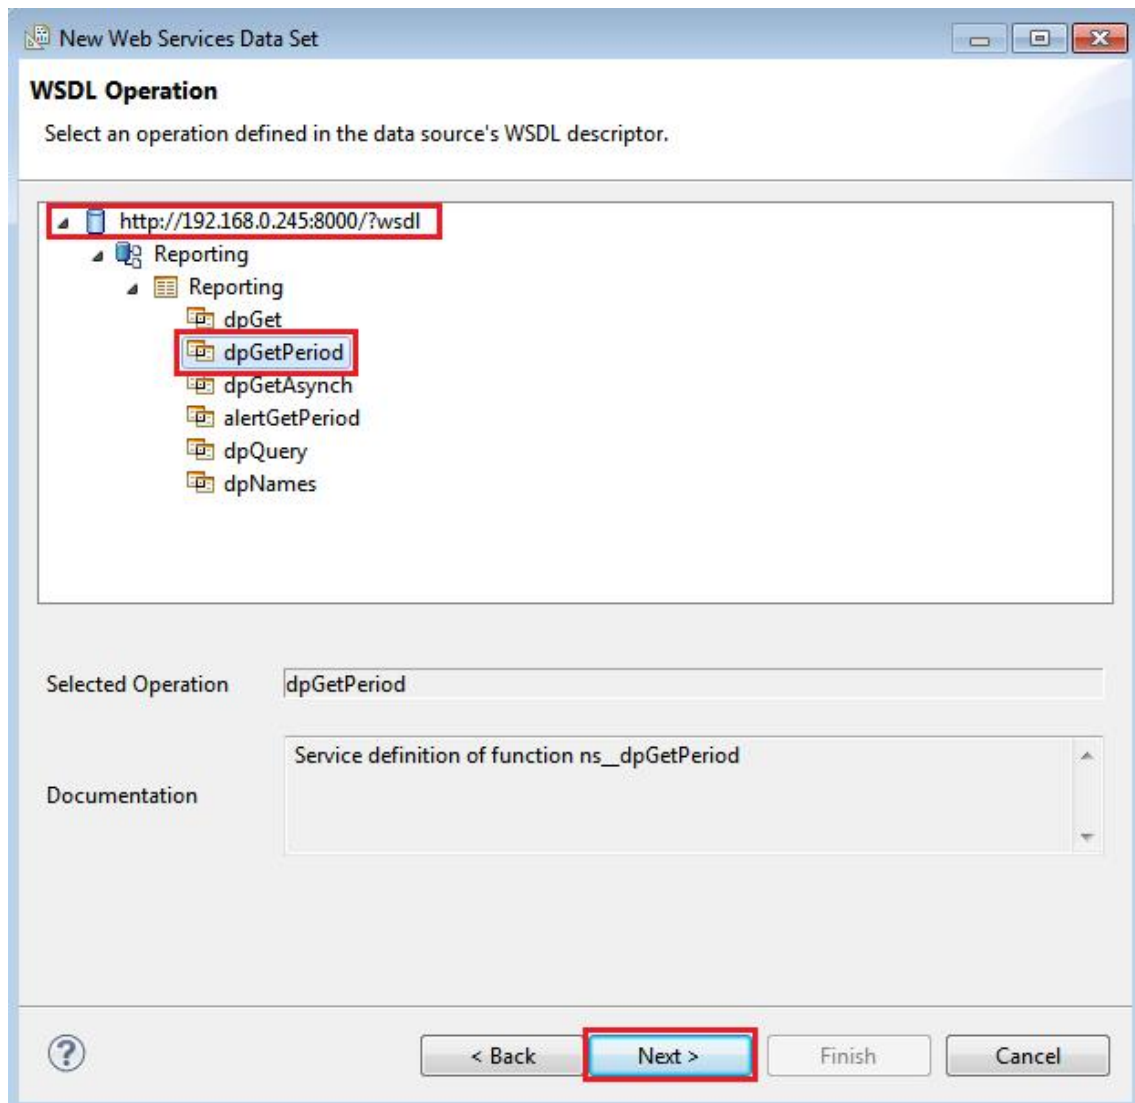 New Web Services Data Set
WSDL Operation
Select an operation defined in the data source's WSDL descriptor.
http://192.168.0.245:8000/?wsdl
Reporting
Reporting
dpGet
dpGetPeriod
dpGetAsynch
alertGetPeriod
dpQuery
dpNames
Selected Operation dpGetPeriod
Service definition of function ns__dpGetPeriod
Documentation
? < Back Next > Finish Cancel